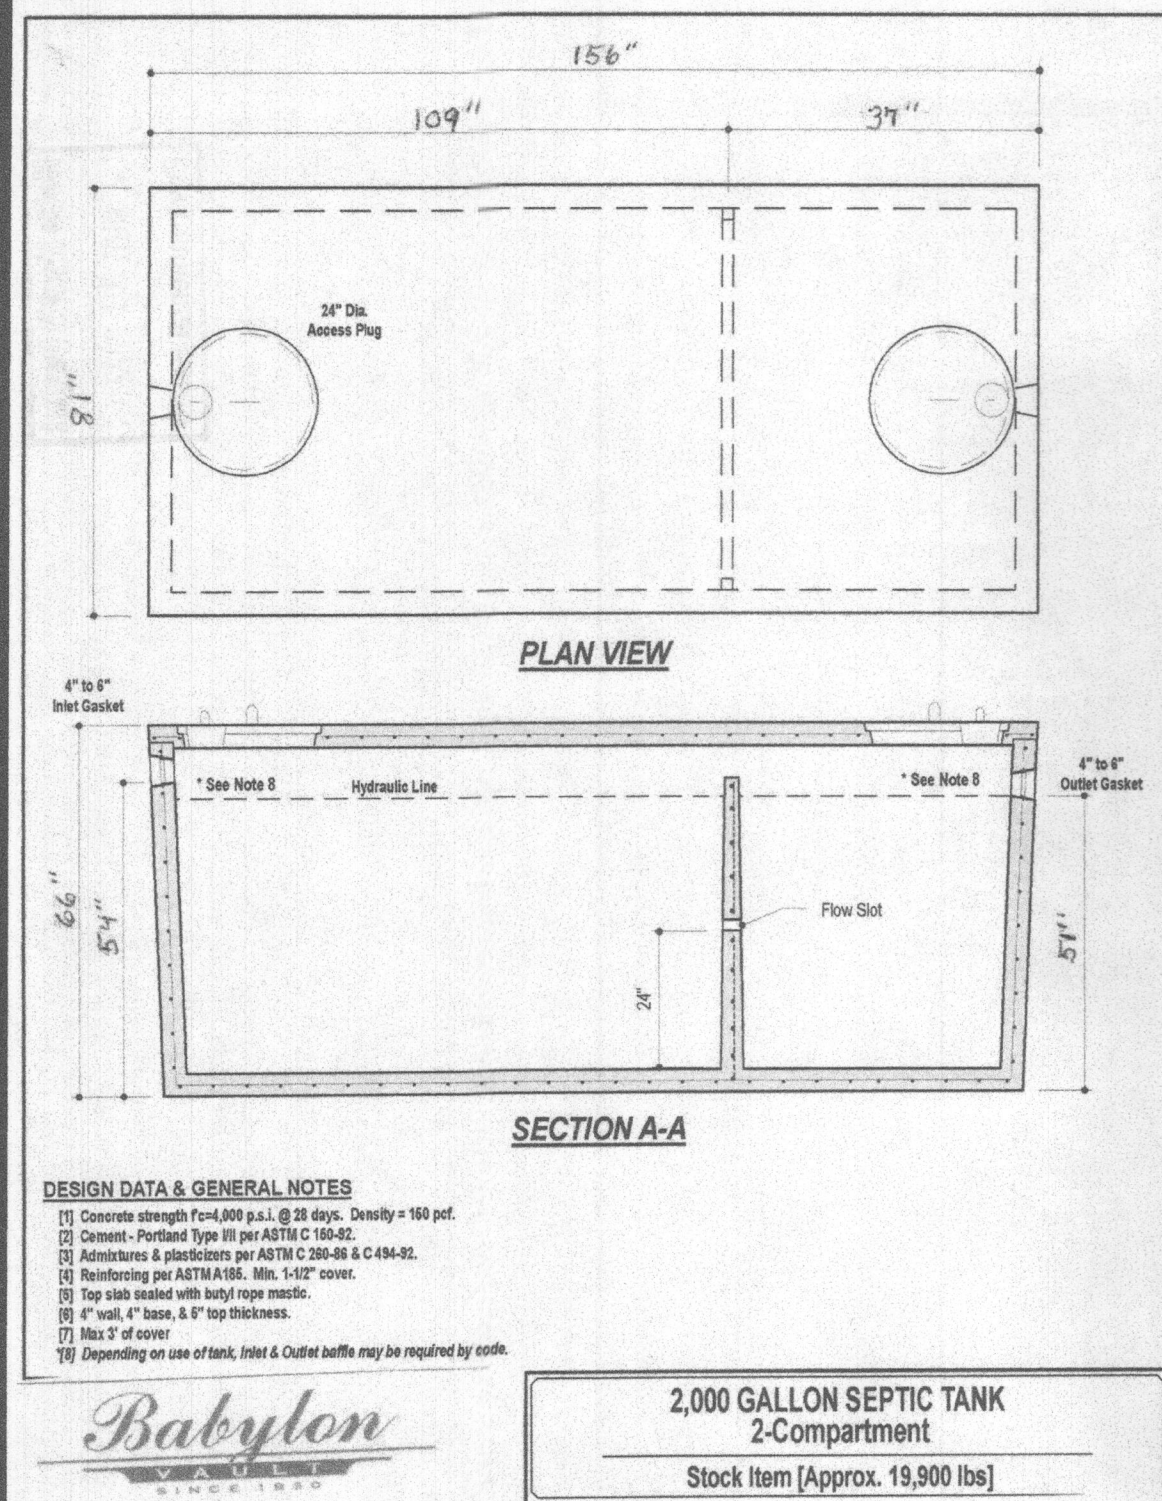 156"
109"
37"
24" Dia.
Access Plug
81"
PLAN VIEW
4" to 6"
Inlet Gasket
* See Note 8
Hydraulic Line
* See Note 8
4" to 6"
Outlet Gasket
66"
54"
Flow Slot
51"
24"
SECTION A-A
DESIGN DATA & GENERAL NOTES
[1] Concrete strength f'c=4,000 p.s.i. @ 28 days. Density = 150 pcf.
[2] Cement - Portland Type I/II per ASTM C 150-92.
[3] Admixtures & plasticizers per ASTM C 260-86 & C 494-92.
[4] Reinforcing per ASTM A185. Min. 1-1/2" cover.
[5] Top slab sealed with butyl rope mastic.
[6] 4" wall, 4" base, & 5" top thickness.
[7] Max 3' of cover
*[8] Depending on use of tank, Inlet & Outlet baffle may be required by code.
Babylon
VAULT
SINCE 1930
2,000 GALLON SEPTIC TANK
2-Compartment
Stock Item [Approx. 19,900 lbs]